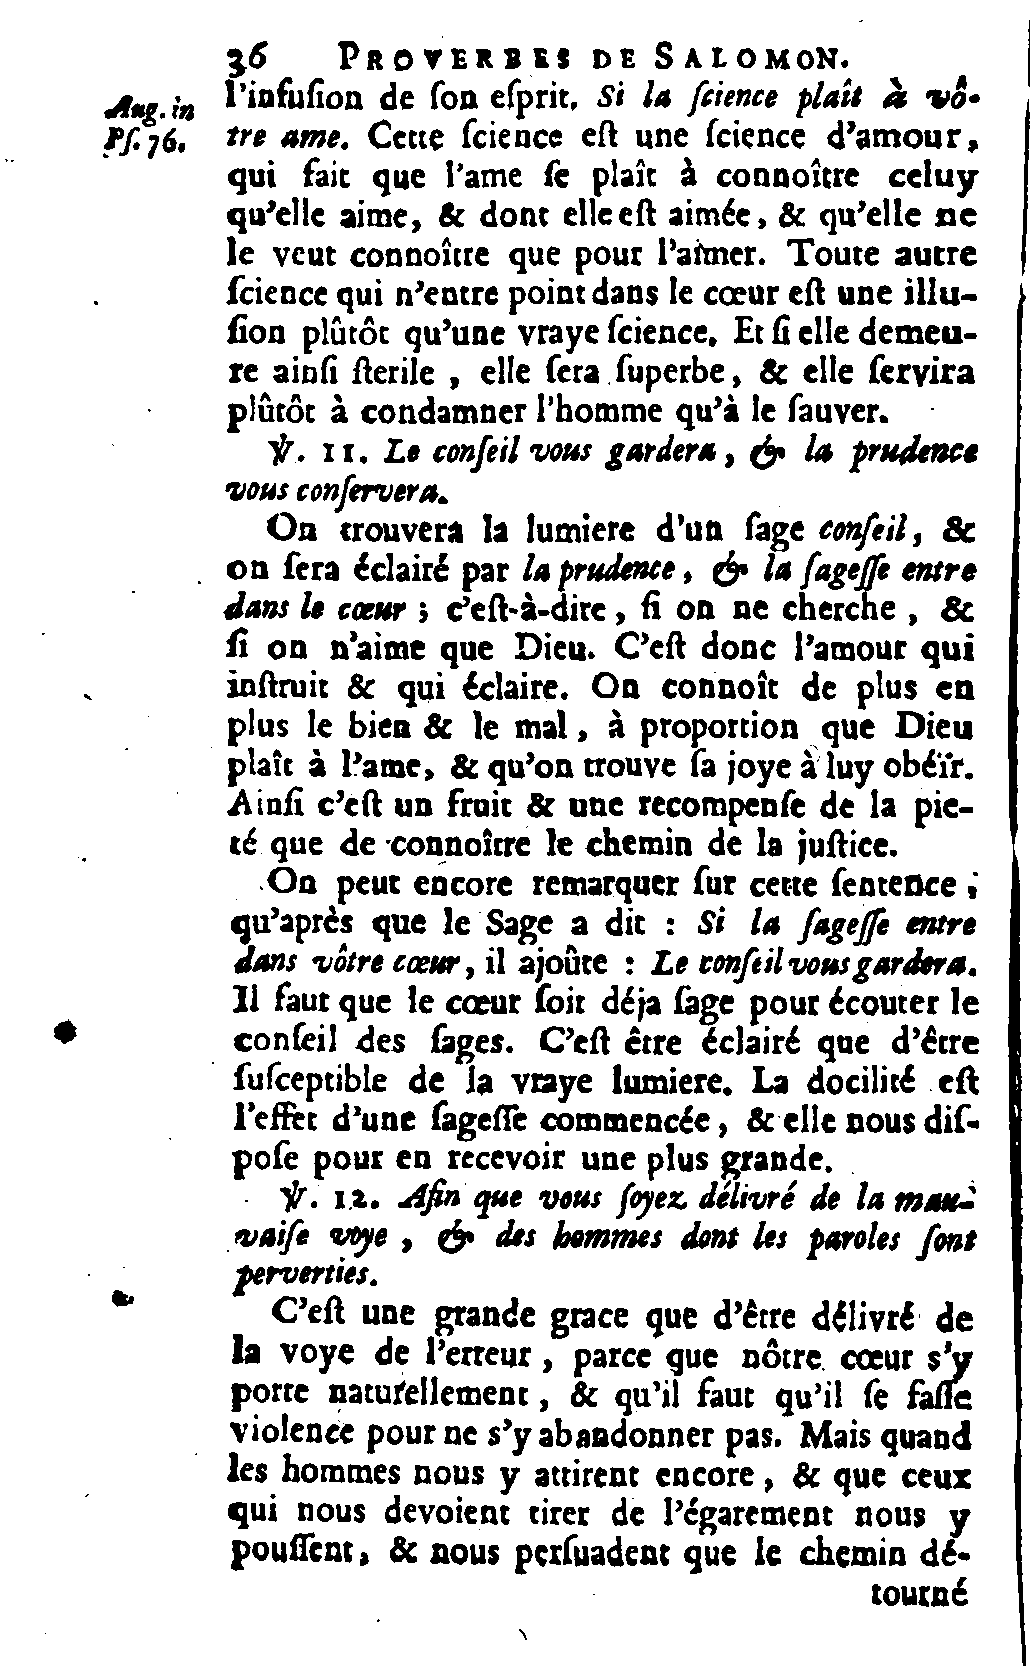 36 PROVERBES DE SALOMON.
Aug. in
Pſ. 76.
l'infuſion de ſon eſprit. Si la ſcience plaît à vô-
tre ame. Cette ſcience eſt une ſcience d'amour,
qui fait que l'ame ſe plaît à connoître celuy
qu'elle aime, & dont elle eſt aimée, & qu'elle ne
le veut connoître que pour l'aimer. Toute autre
ſcience qui n'entre point dans le cœur eſt une illu-
ſion plûtôt qu'une vraye ſcience. Et ſi elle demeu-
re ainſi ſterile, elle ſera ſuperbe, & elle ſervira
plûtôt à condamner l'homme qu'à le ſauver.
℣. 11. Le conſeil vous gardera, & la prudence
vous conſervera.
On trouvera la lumiere d'un ſage conſeil, &
on ſera éclairé par la prudence, & la ſageſſe entre
dans le cœur ; c'eſt-à-dire, ſi on ne cherche, &
ſi on n'aime que Dieu. C'eſt donc l'amour qui
inſtruit & qui éclaire. On connoît de plus en
plus le bien & le mal, à proportion que Dieu
plaît à l'ame, & qu'on trouve ſa joye à luy obéïr.
Ainſi c'eſt un fruit & une recompenſe de la pie-
té que de connoître le chemin de la juſtice.
On peut encore remarquer ſur cette ſentence,
qu'après que le Sage a dit : Si la ſageſſe entre
dans vôtre cœur, il ajoûte : Le conſeil vous gardera.
Il faut que le cœur ſoit déja ſage pour écouter le
conſeil des ſages. C'eſt être éclairé que d'être
ſuſceptible de la vraye lumiere. La docilité eſt
l'effet d'une ſageſſe commencée, & elle nous diſ-
poſe pour en recevoir une plus grande.
℣. 12. Afin que vous ſoyez délivré de la mau-
vaiſe voye, & des hommes dont les paroles ſont
perverties.
C'eſt une grande grace que d'être délivré de
la voye de l'erreur, parce que nôtre cœur s'y
porte naturellement, & qu'il faut qu'il ſe faſſe
violence pour ne s'y abandonner pas. Mais quand
les hommes nous y attirent encore, & que ceux
qui nous devoient tirer de l'égarement nous y
pouſſent, & nous perſuadent que le chemin dé-
tourné